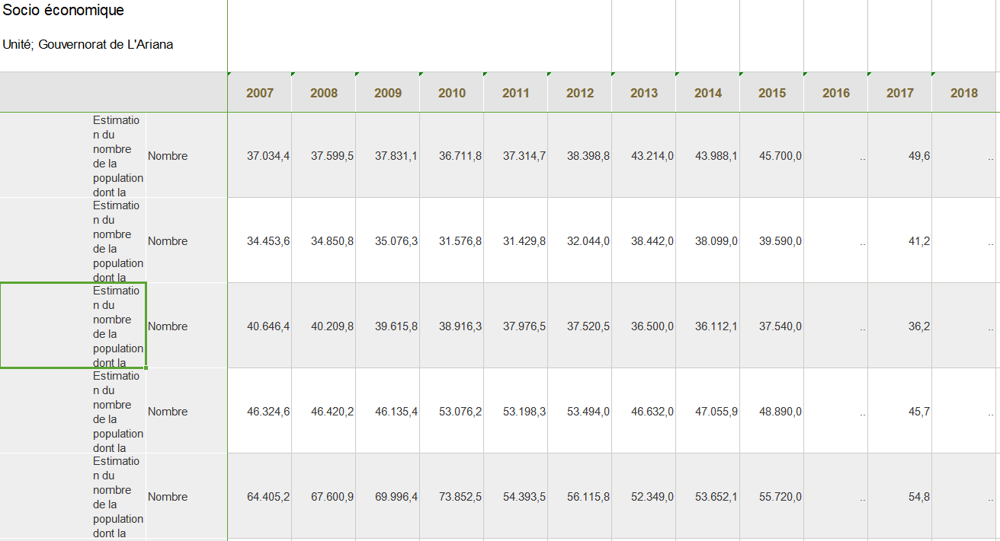 Socio économique
Unité; Gouvernorat de L'Ariana
2007 2008 2009 2010 2011 2012 2013 2014 2015 2016 2017 2018
Estimatio
n du
nombre
de la
population
dont la
Nombre 37.034,4 37.599,5 37.831,1 36.711,8 37.314,7 38.398,8 43.214,0 43.988,1 45.700,0 .. 49,6 ..
Estimatio
n du
nombre
de la
population
dont la
Nombre 34.453,6 34.850,8 35.076,3 31.576,8 31.429,8 32.044,0 38.442,0 38.099,0 39.590,0 .. 41,2 ..
Estimatio
n du
nombre
de la
population
dont la
Nombre 40.646,4 40.209,8 39.615,8 38.916,3 37.976,5 37.520,5 36.500,0 36.112,1 37.540,0 .. 36,2 ..
Estimatio
n du
nombre
de la
population
dont la
Nombre 46.324,6 46.420,2 46.135,4 53.076,2 53.198,3 53.494,0 46.632,0 47.055,9 48.890,0 .. 45,7 ..
Estimatio
n du
nombre
de la
population
dont la
Nombre 64.405,2 67.600,9 69.996,4 73.852,5 54.393,5 56.115,8 52.349,0 53.652,1 55.720,0 .. 54,8 ..